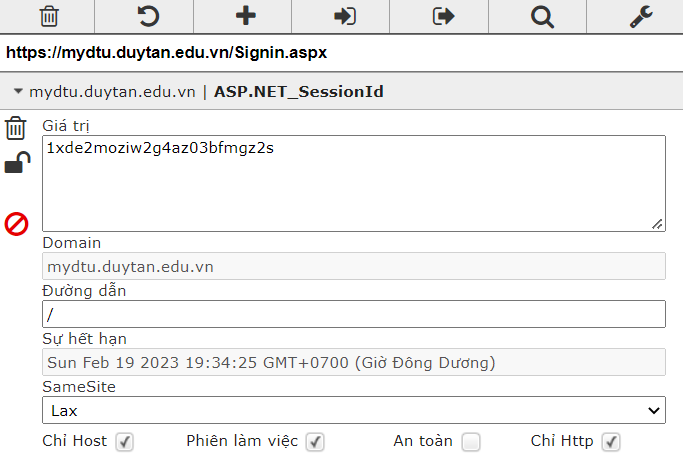 https://mydtu.duytan.edu.vn/Signin.aspx
mydtu.duytan.edu.vn | ASP.NET_SessionId
Giá trị
1xde2moziw2g4az03bfmgz2s
Domain
mydtu.duytan.edu.vn
Đường dẫn
/
Sự hết hạn
Sun Feb 19 2023 19:34:25 GMT+0700 (Giờ Đông Dương)
SameSite
Lax
Chỉ Host Phiên làm việc An toàn Chỉ Http